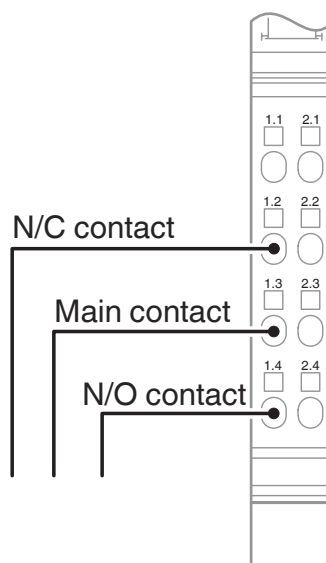 1.1 2.1
1.2 2.2
N/C contact
1.3 2.3
Main contact
1.4 2.4
N/O contact